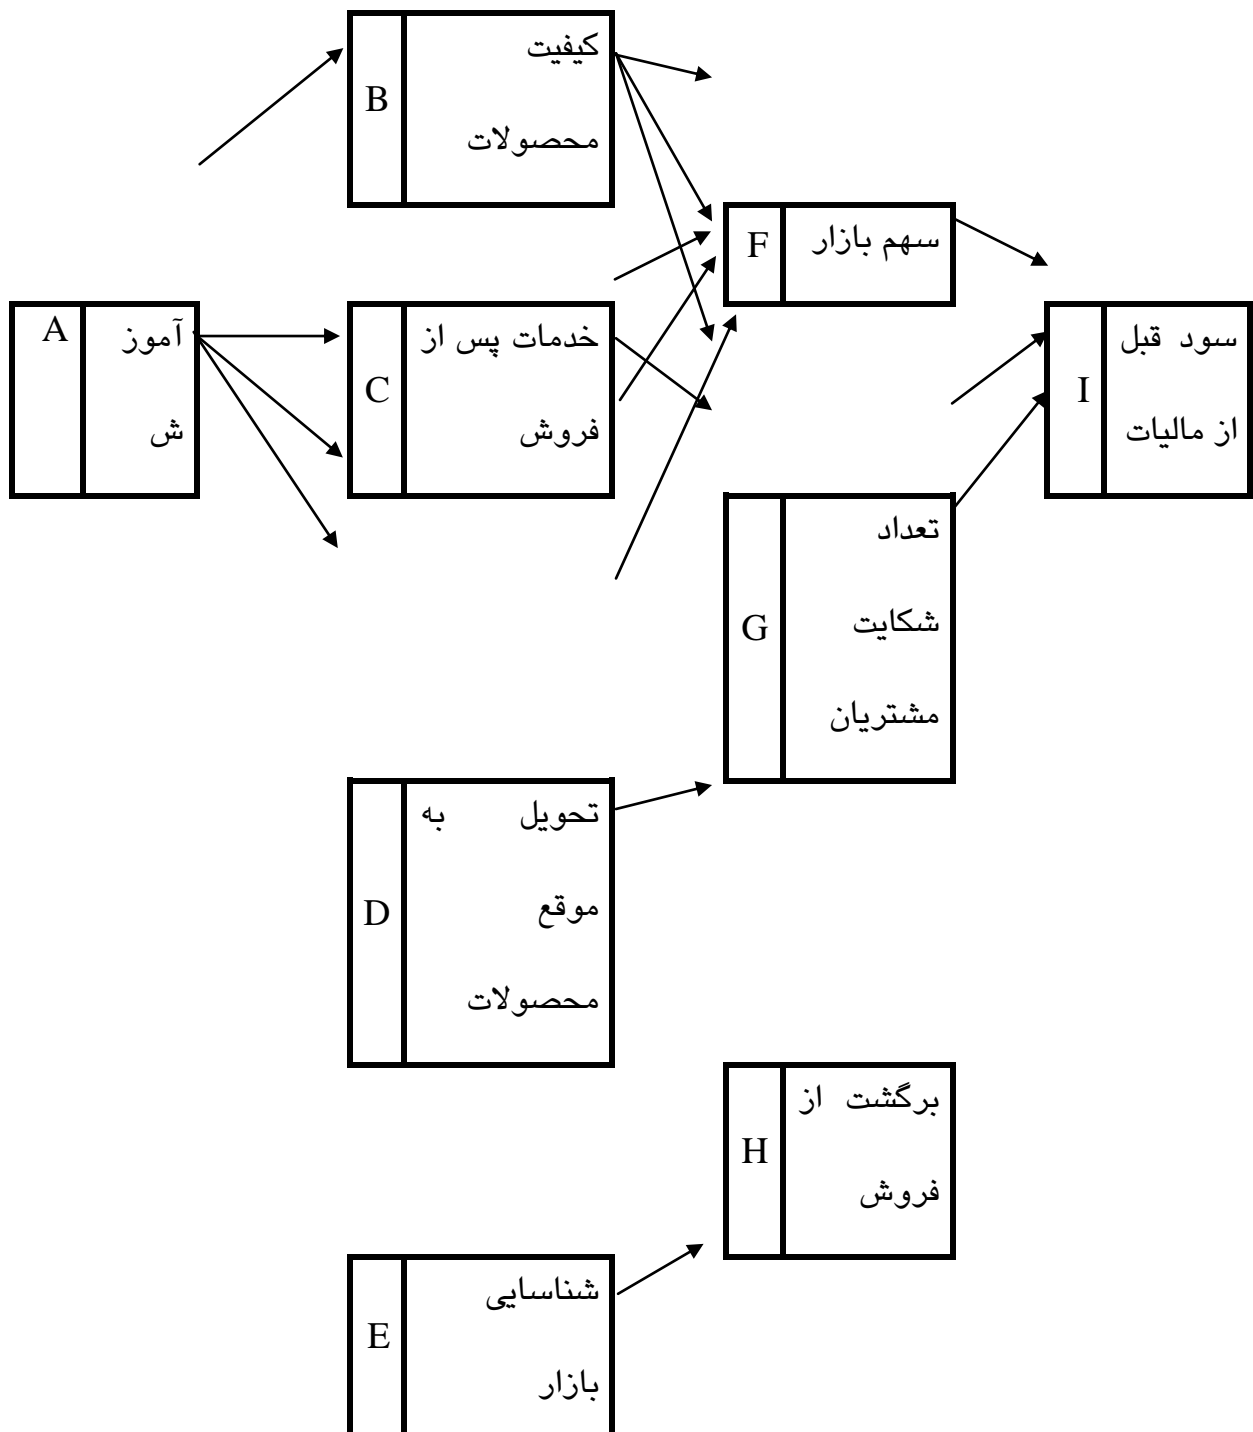 B
کیفیت
محصولات
F
سهم بازار
A
آموز
ش
C
خدمات پس از
فروش
I
سود قبل
از مالیات
G
تعداد
شکایت
مشتریان
D
تحویل به
موقع
محصولات
H
برگشت از
فروش
E
شناسایی
بازار